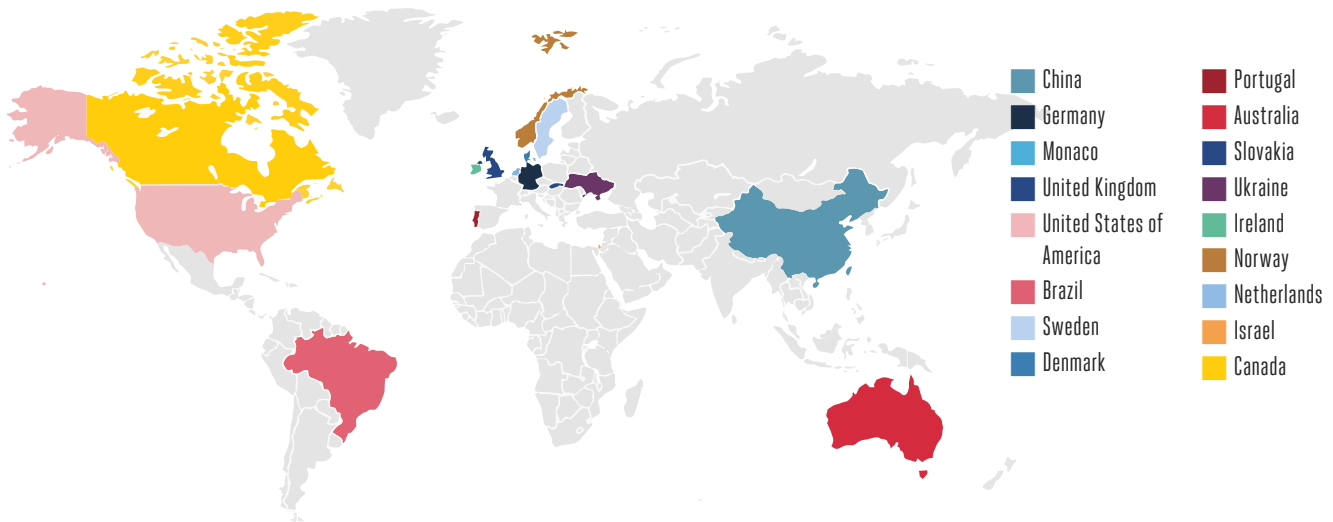 China
Germany
Monaco
United Kingdom
United States of
America
Brazil
Sweden
Denmark
Portugal
Australia
Slovakia
Ukraine
Ireland
Norway
Netherlands
Israel
Canada